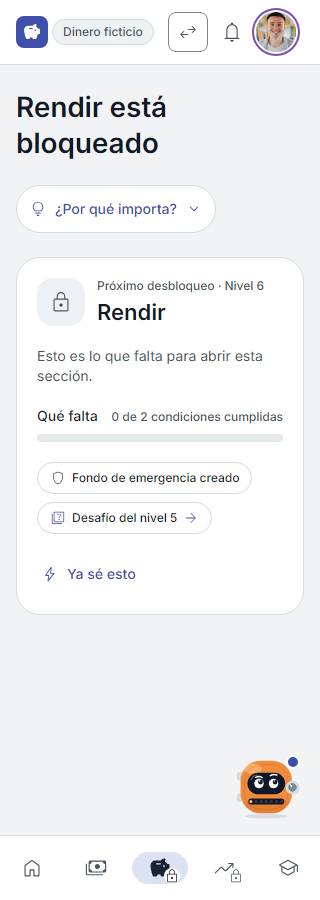 Dinero ficticio
Rendir está
bloqueado
¿Por qué importa?
Próximo desbloqueo · Nivel 6
Rendir
Esto es lo que falta para abrir esta
sección.
Qué falta 0 de 2 condiciones cumplidas
Fondo de emergencia creado
Desafío del nivel 5
Ya sé esto